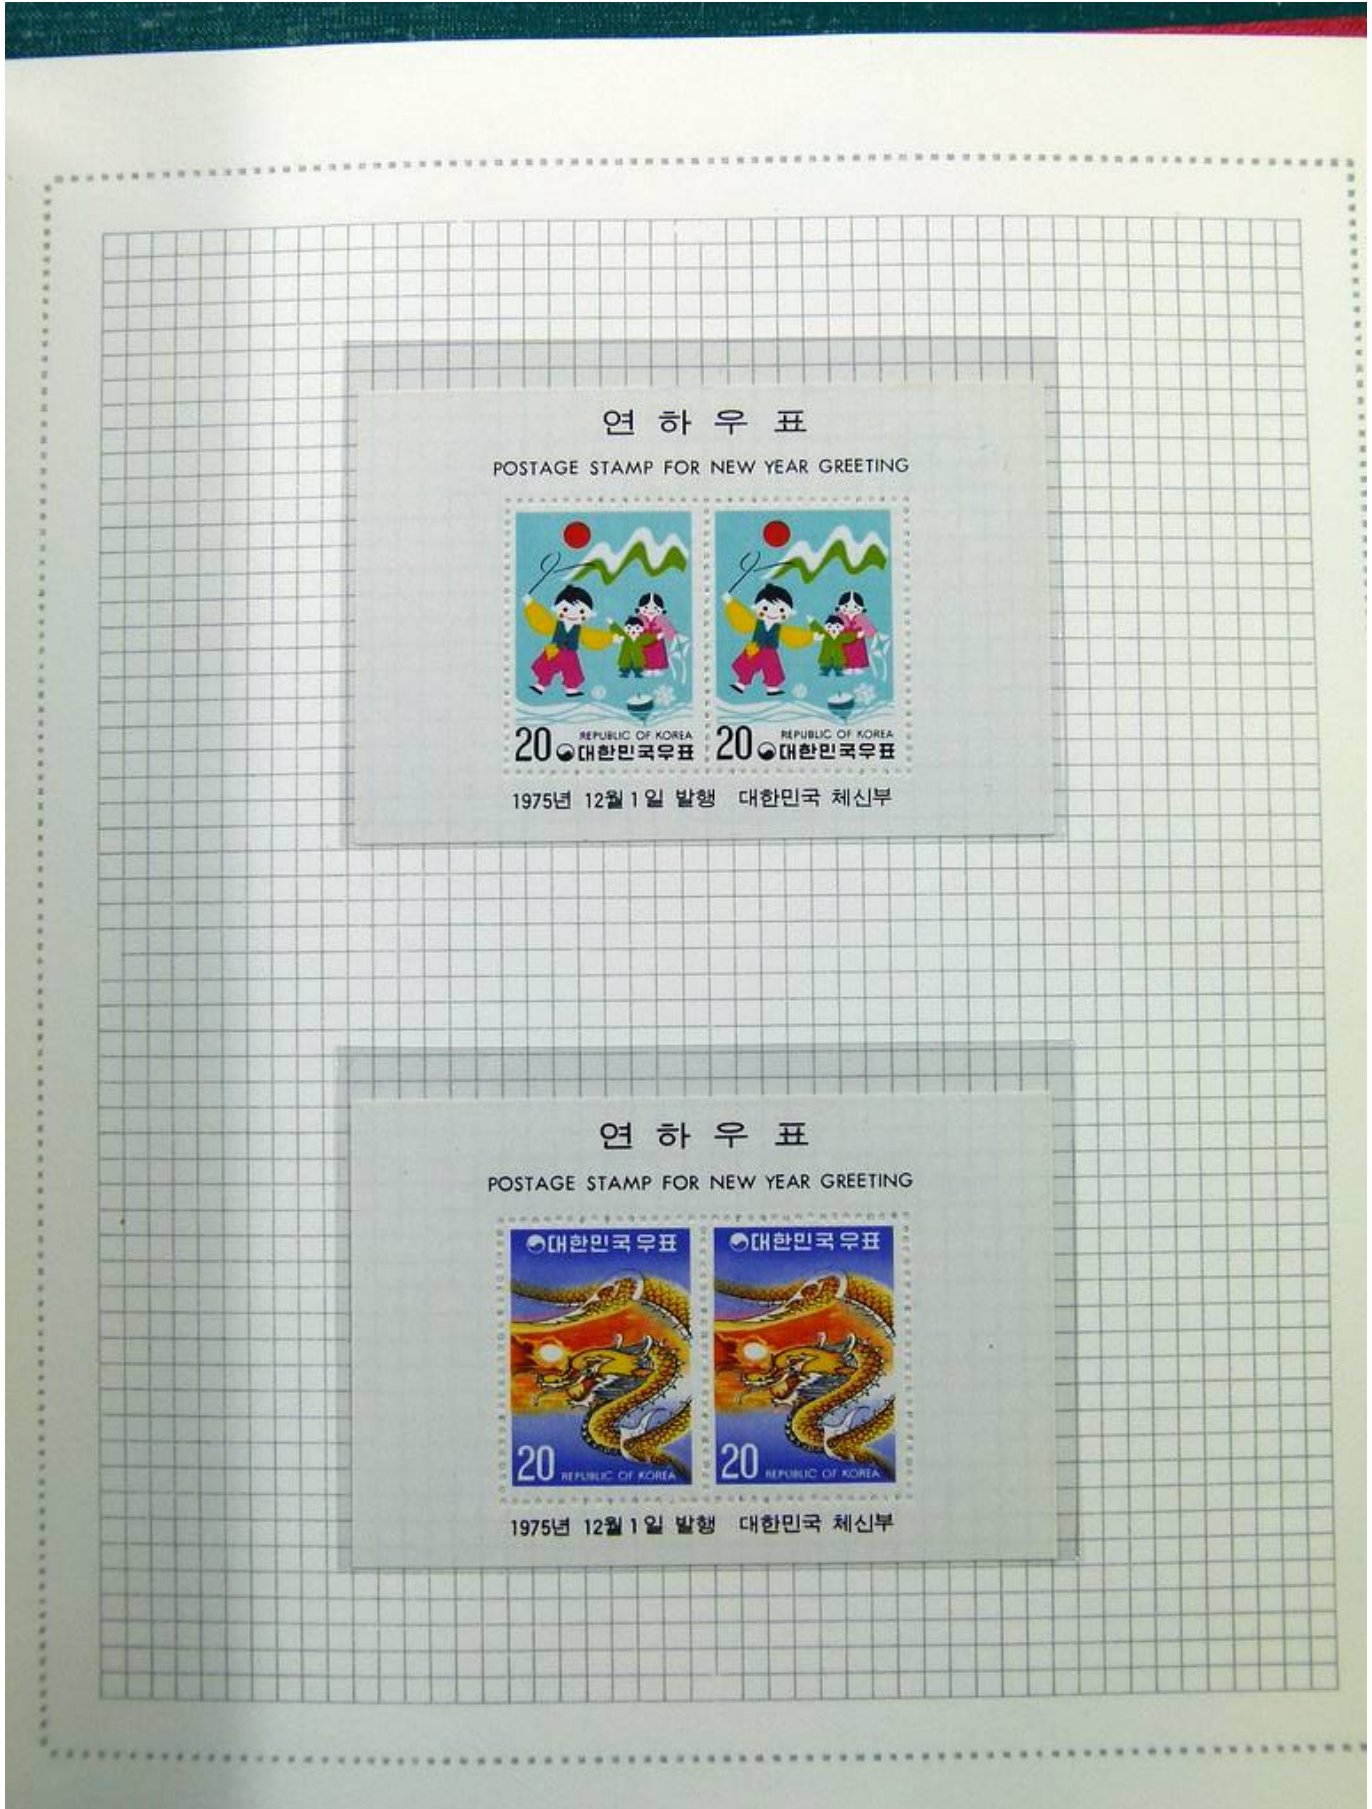 연 하 우 표
POSTAGE STAMP FOR NEW YEAR GREETING
20 REPUBLIC OF KOREA 대한민국우표
20 REPUBLIC OF KOREA 대한민국우표
1975년 12월 1일 발행 대한민국 체신부
연 하 우 표
POSTAGE STAMP FOR NEW YEAR GREETING
대한민국우표
20 REPUBLIC OF KOREA
대한민국우표
20 REPUBLIC OF KOREA
1975년 12월 1일 발행 대한민국 체신부